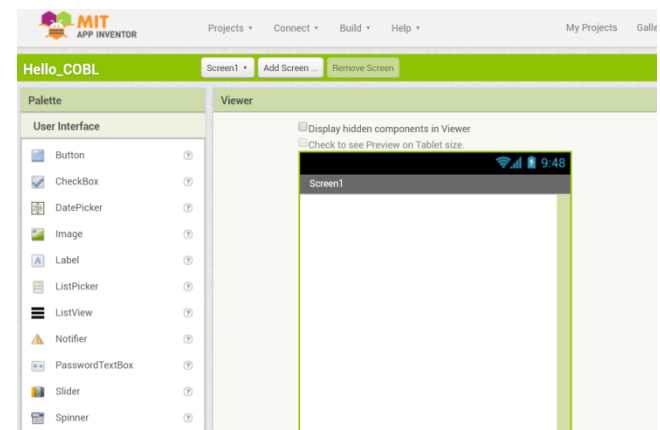 MIT
APP INVENTOR
Projects Connect Build Help My Projects
Hello_COBL Screen1 Add Screen ... Remove Screen
Palette Viewer
User Interface
Display hidden components in Viewer
Check to see Preview on Tablet size.
9:48
Screen1
Button
CheckBox
DatePicker
Image
Label
ListPicker
ListView
Notifier
PasswordTextBox
Slider
Spinner